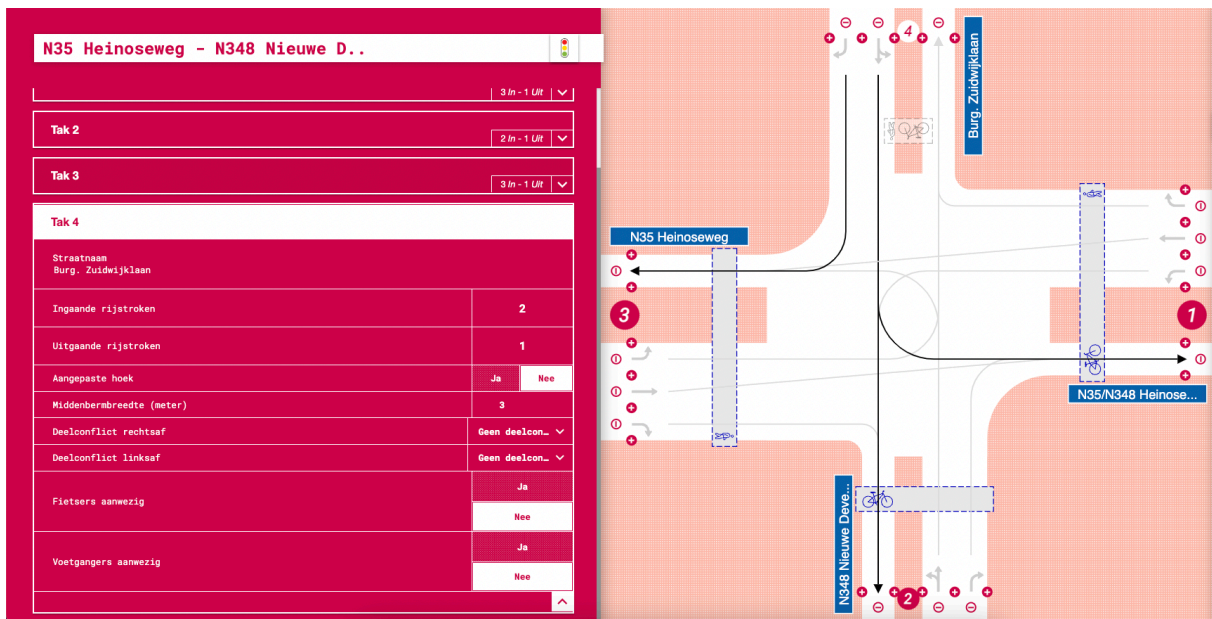 N35 Heinoseweg - N348 Nieuwe D..
3 In - 1 Uit
Tak 2
2 In - 1 Uit
Tak 3
3 In - 1 Uit
Tak 4
Straatnaam
Burg. Zuidwijklaan
Ingaande rijstroken
2
Uitgaande rijstroken
1
Aangepaste hoek
Ja
Nee
Middenbermbreedte (meter)
3
Deelconflict rechtsaf
Geen deelcon…
Deelconflict linksaf
Geen deelcon…
Fietsers aanwezig
Ja
Nee
Voetgangers aanwezig
Ja
Nee
4
Burg. Zuidwijklaan
N35 Heinoseweg
3
1
N35/N348 Heinose...
N348 Nieuwe Deve...
2